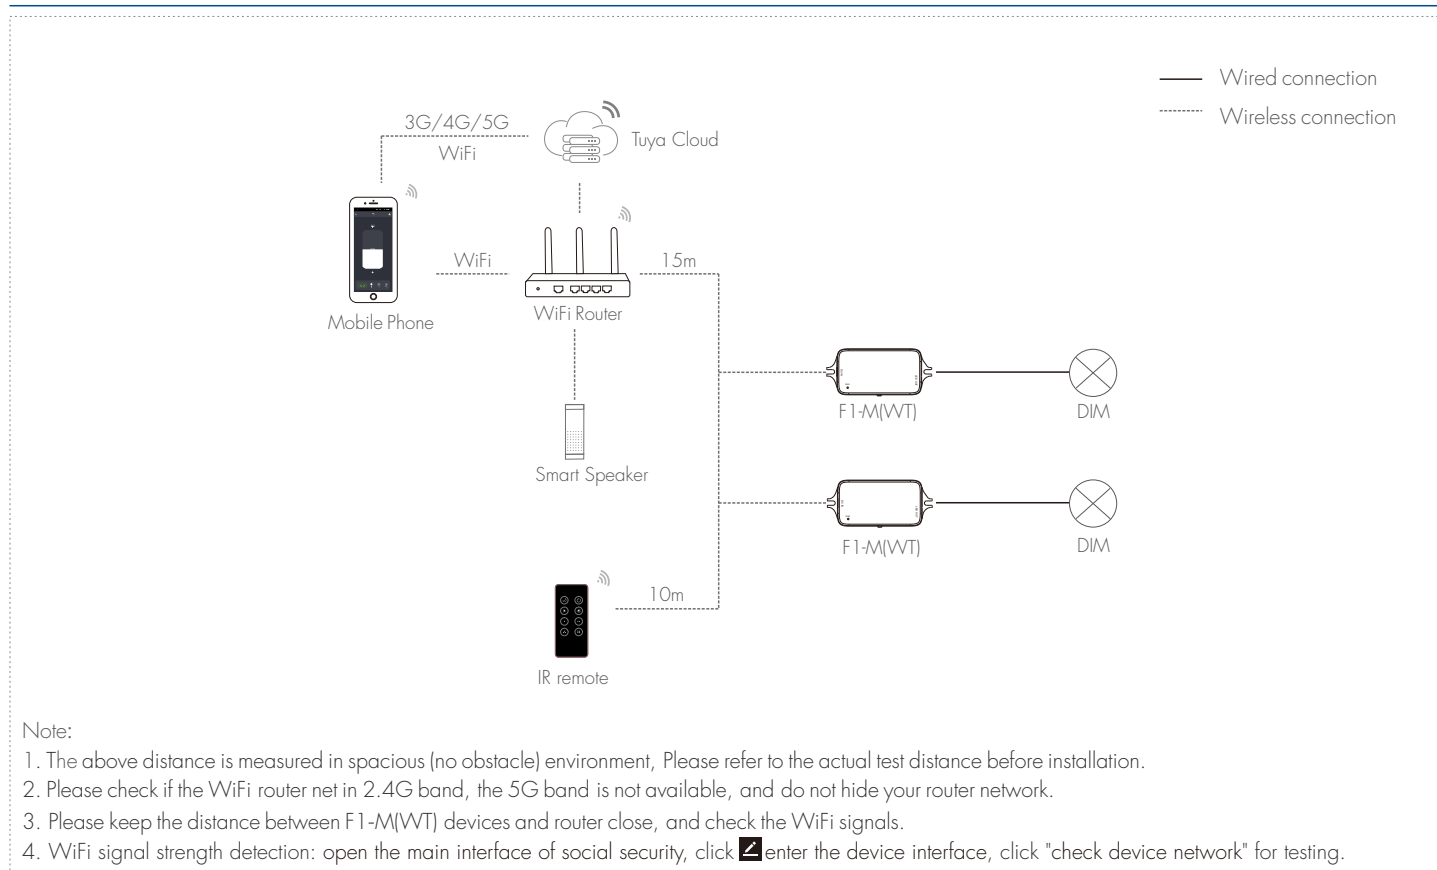 Wired connection
3G/4G/5G
Wireless connection
Tuya Cloud
WiFi
WiFi
15m
WiFi Router
Mobile Phone
F1-M(WT)
DIM
Smart Speaker
F1-M(WT)
DIM
10m
IR remote
Note:
1. The above distance is measured in spacious (no obstacle) environment, Please refer to the actual test distance before installation.
2. Please check if the WiFi router net in 2.4G band, the 5G band is not available, and do not hide your router network.
3. Please keep the distance between F1-M(WT) devices and router close, and check the WiFi signals.
4. WiFi signal strength detection: open the main interface of social security, click enter the device interface, click "check device network" for testing.